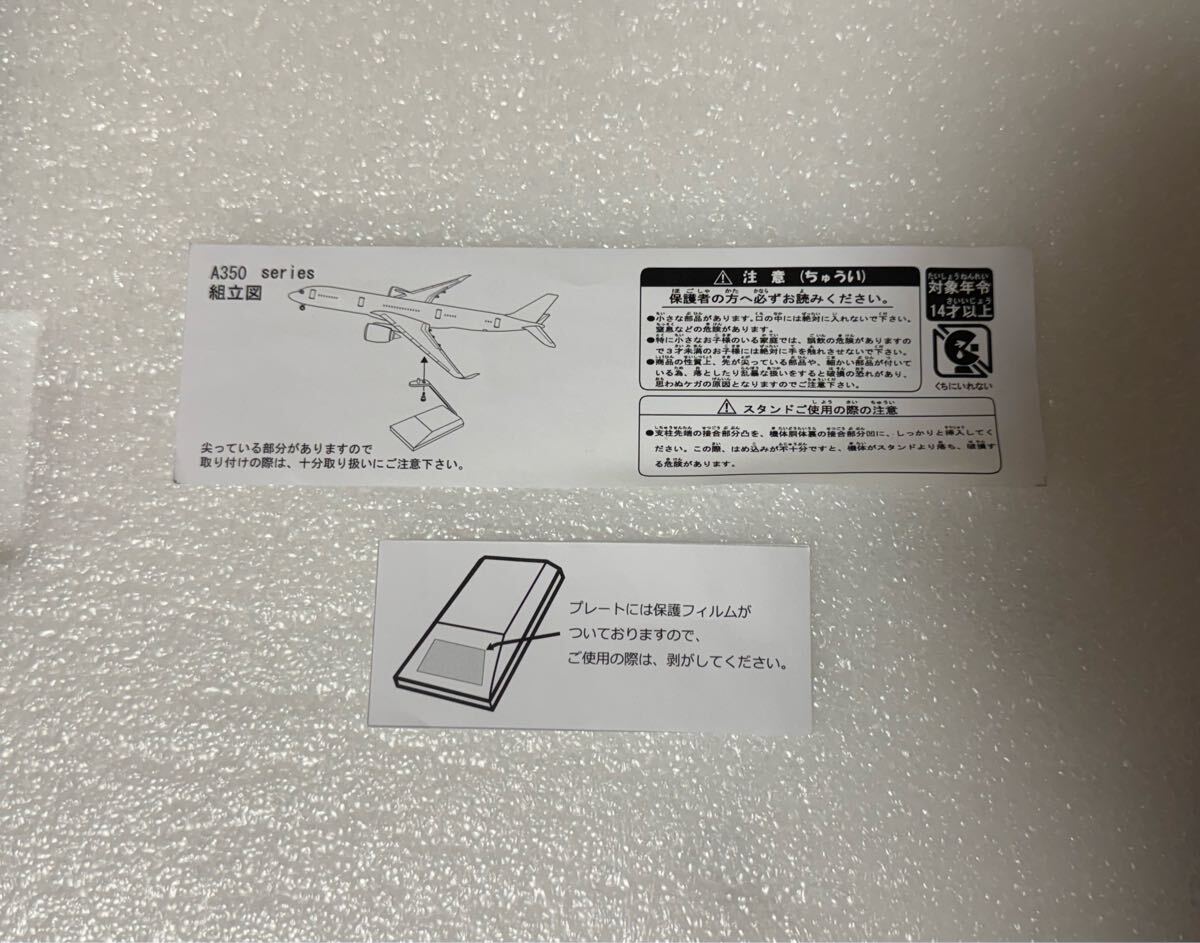 A350 series
組立図
尖っている部分がありますので
取り付けの際は、十分取り扱いにご注意下さい。
⚠ 注意 (ちゅうい)
保護者の方へ必ずお読みください。
●小さな部品があります。口の中には絶対に入れないで下さい。
窒息などの危険があります。
●特に小さなお子様のいる家庭では、誤飲の危険がありますの
で3才未満のお子様には絶対に手を触れさせないで下さい。
●商品の性質上、先が尖っている部品や、細かい部品が付いて
いる為、落としたり乱暴な扱いをすると破損の恐れがあり、
思わぬケガの原因となりますのでご注意下さい。
たいしょうねんれい
対象年令
さいいじょう
14才以上
くちにいれない
⚠ スタンドご使用の際の注意
●支柱先端の接合部分凸を、機体胴体裏の接合部分凹に、しっかりと挿入してく
ださい。この際、はめ込みが不十分ですと、機体がスタンドより落ち、破損す
る危険があります。
プレートには保護フィルムが
ついておりますので、
ご使用の際は、剥がしてください。